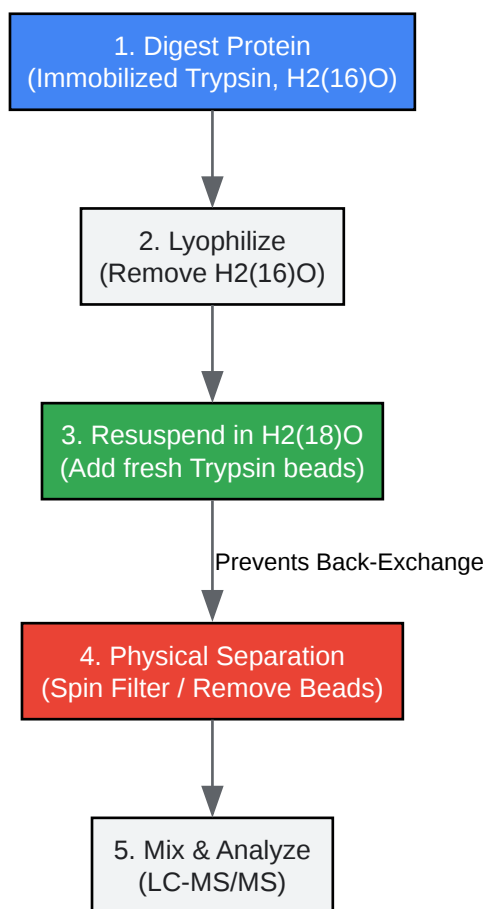 1. Digest Protein
(Immobilized Trypsin, H2(16)O)
2. Lyophilize
(Remove H2(16)O)
3. Resuspend in H2(18)O
(Add fresh Trypsin beads)
Prevents Back-Exchange
4. Physical Separation
(Spin Filter / Remove Beads)
5. Mix & Analyze
(LC-MS/MS)